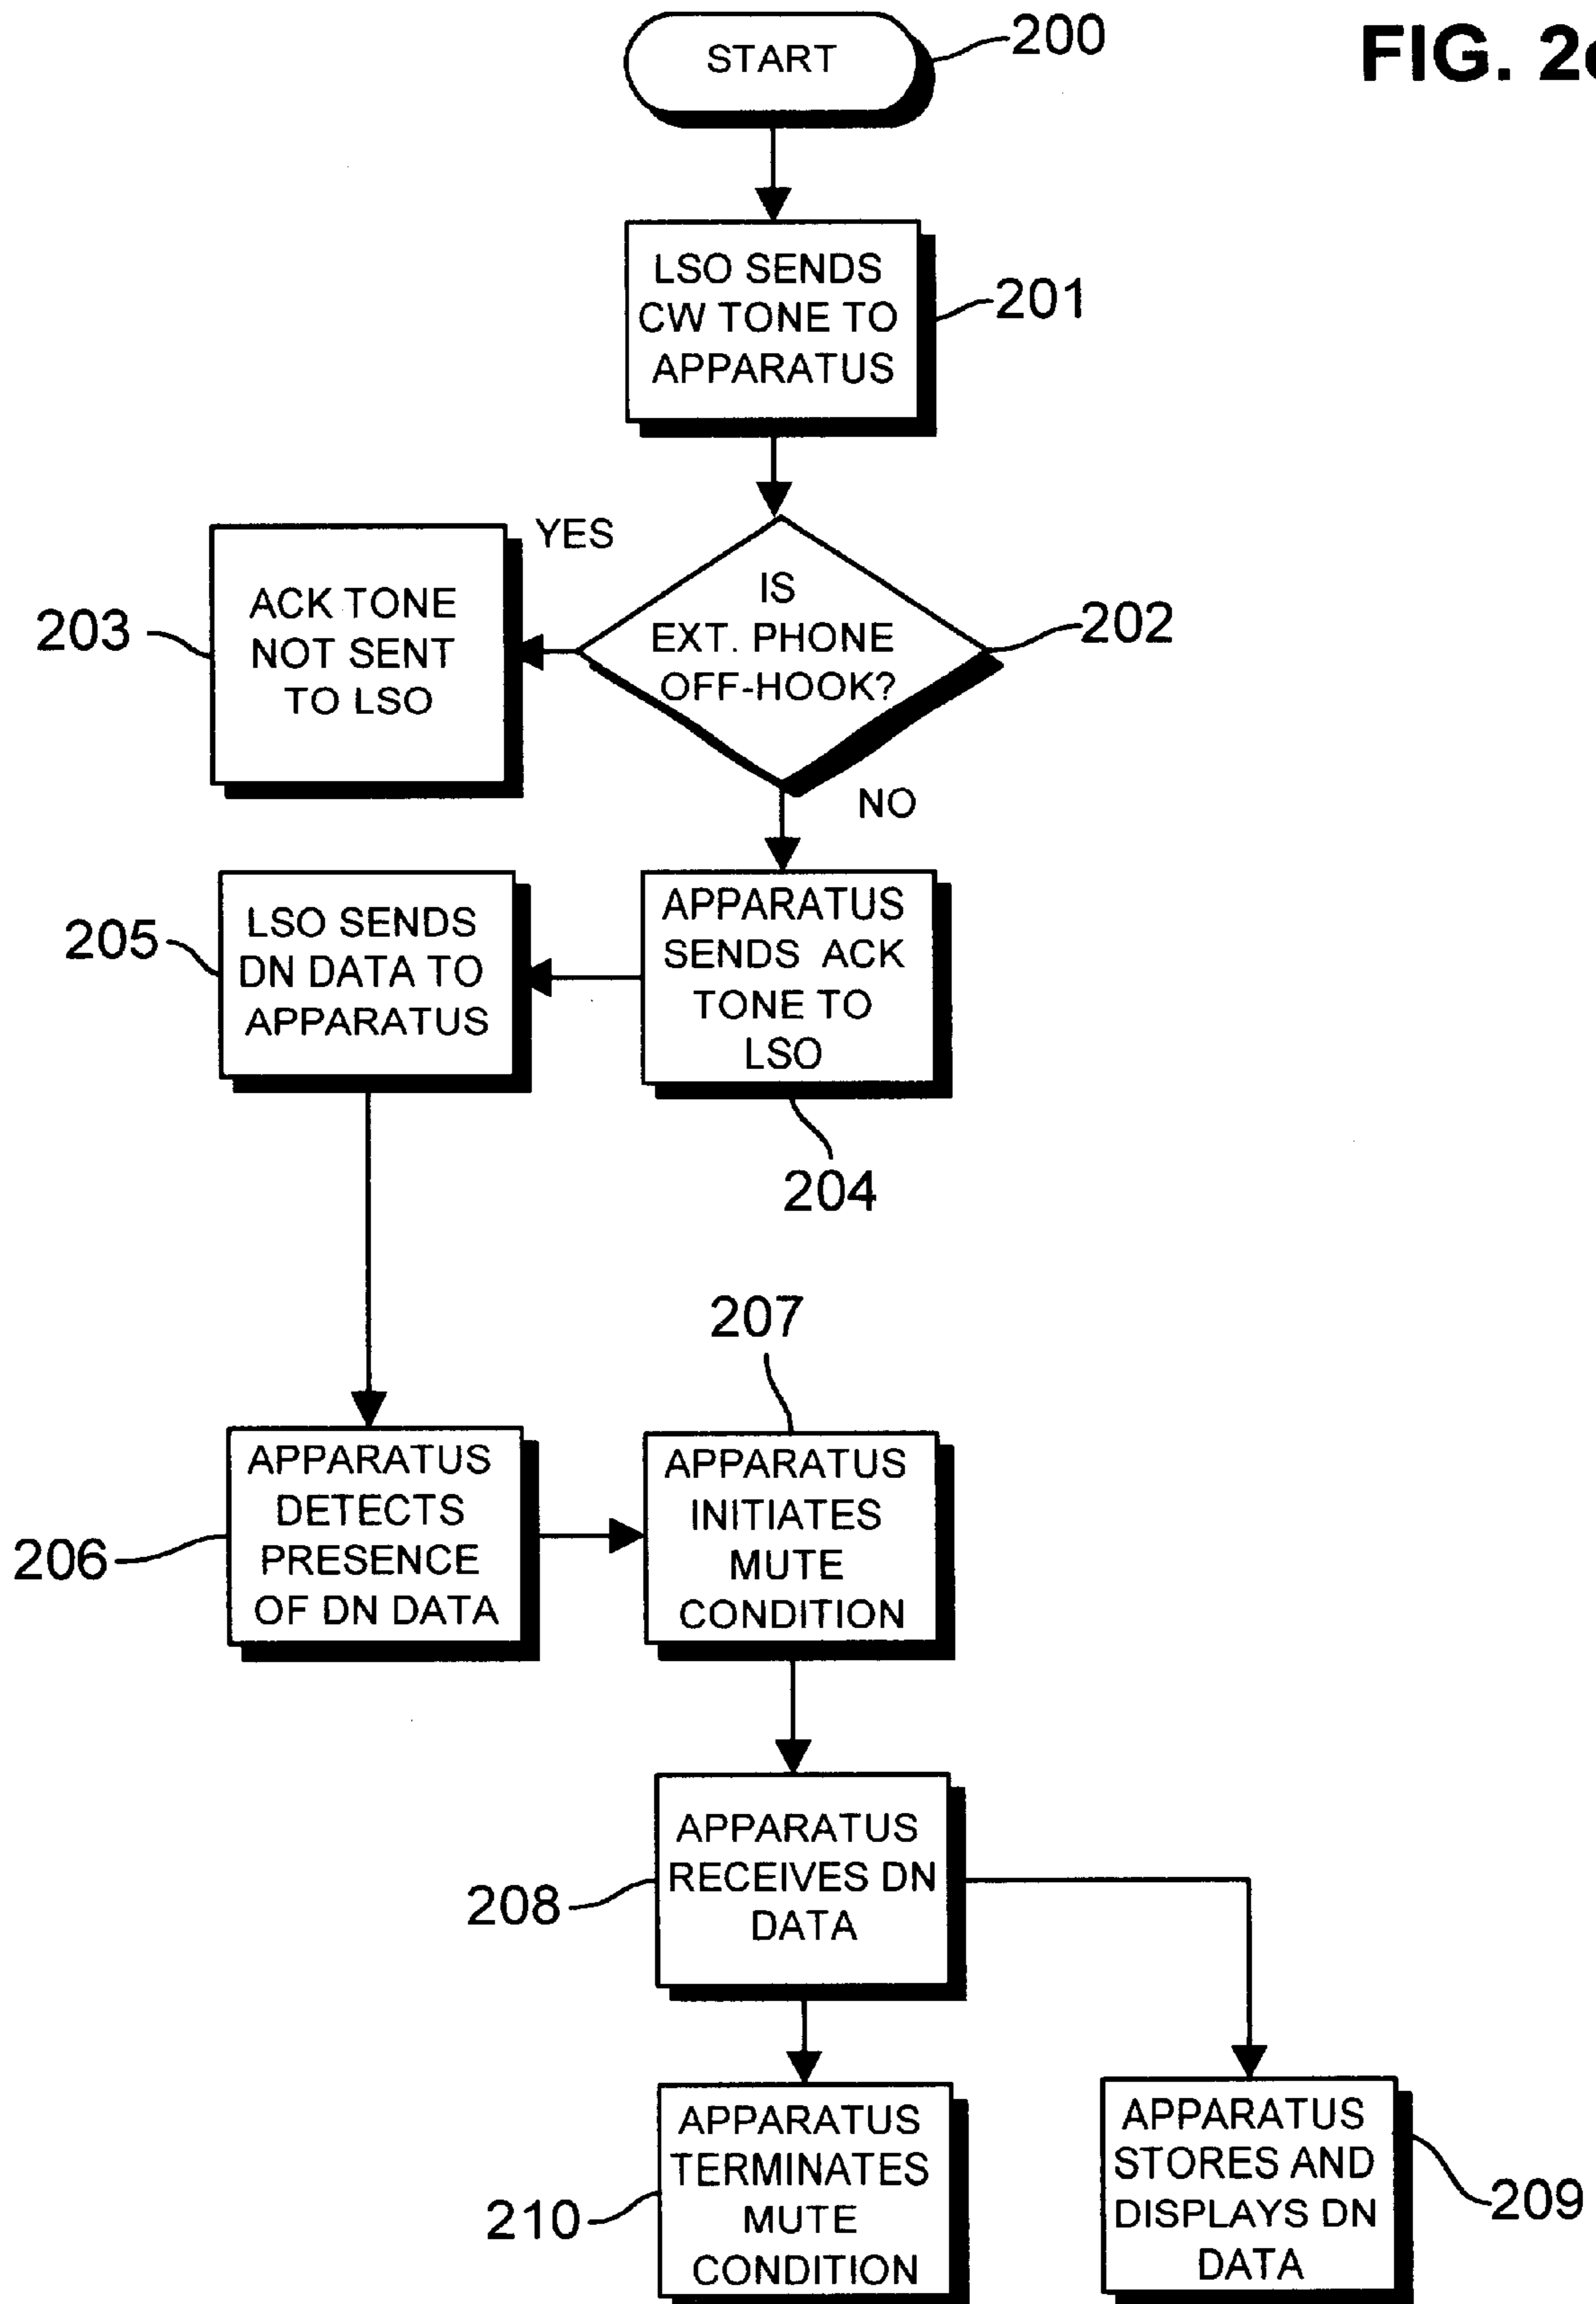 START
200
FIG. 2
LSO SENDS
CW TONE TO
APPARATUS
201
YES
ACK TONE
NOT SENT
TO LSO
203
IS
EXT. PHONE
OFF-HOOK?
202
NO
LSO SENDS
DN DATA TO
APPARATUS
205
APPARATUS
SENDS ACK
TONE TO
LSO
204
207
APPARATUS
DETECTS
PRESENCE
OF DN DATA
206
APPARATUS
INITIATES
MUTE
CONDITION
APPARATUS
RECEIVES DN
DATA
208
APPARATUS
TERMINATES
MUTE
CONDITION
210
APPARATUS
STORES AND
DISPLAYS DN
DATA
209